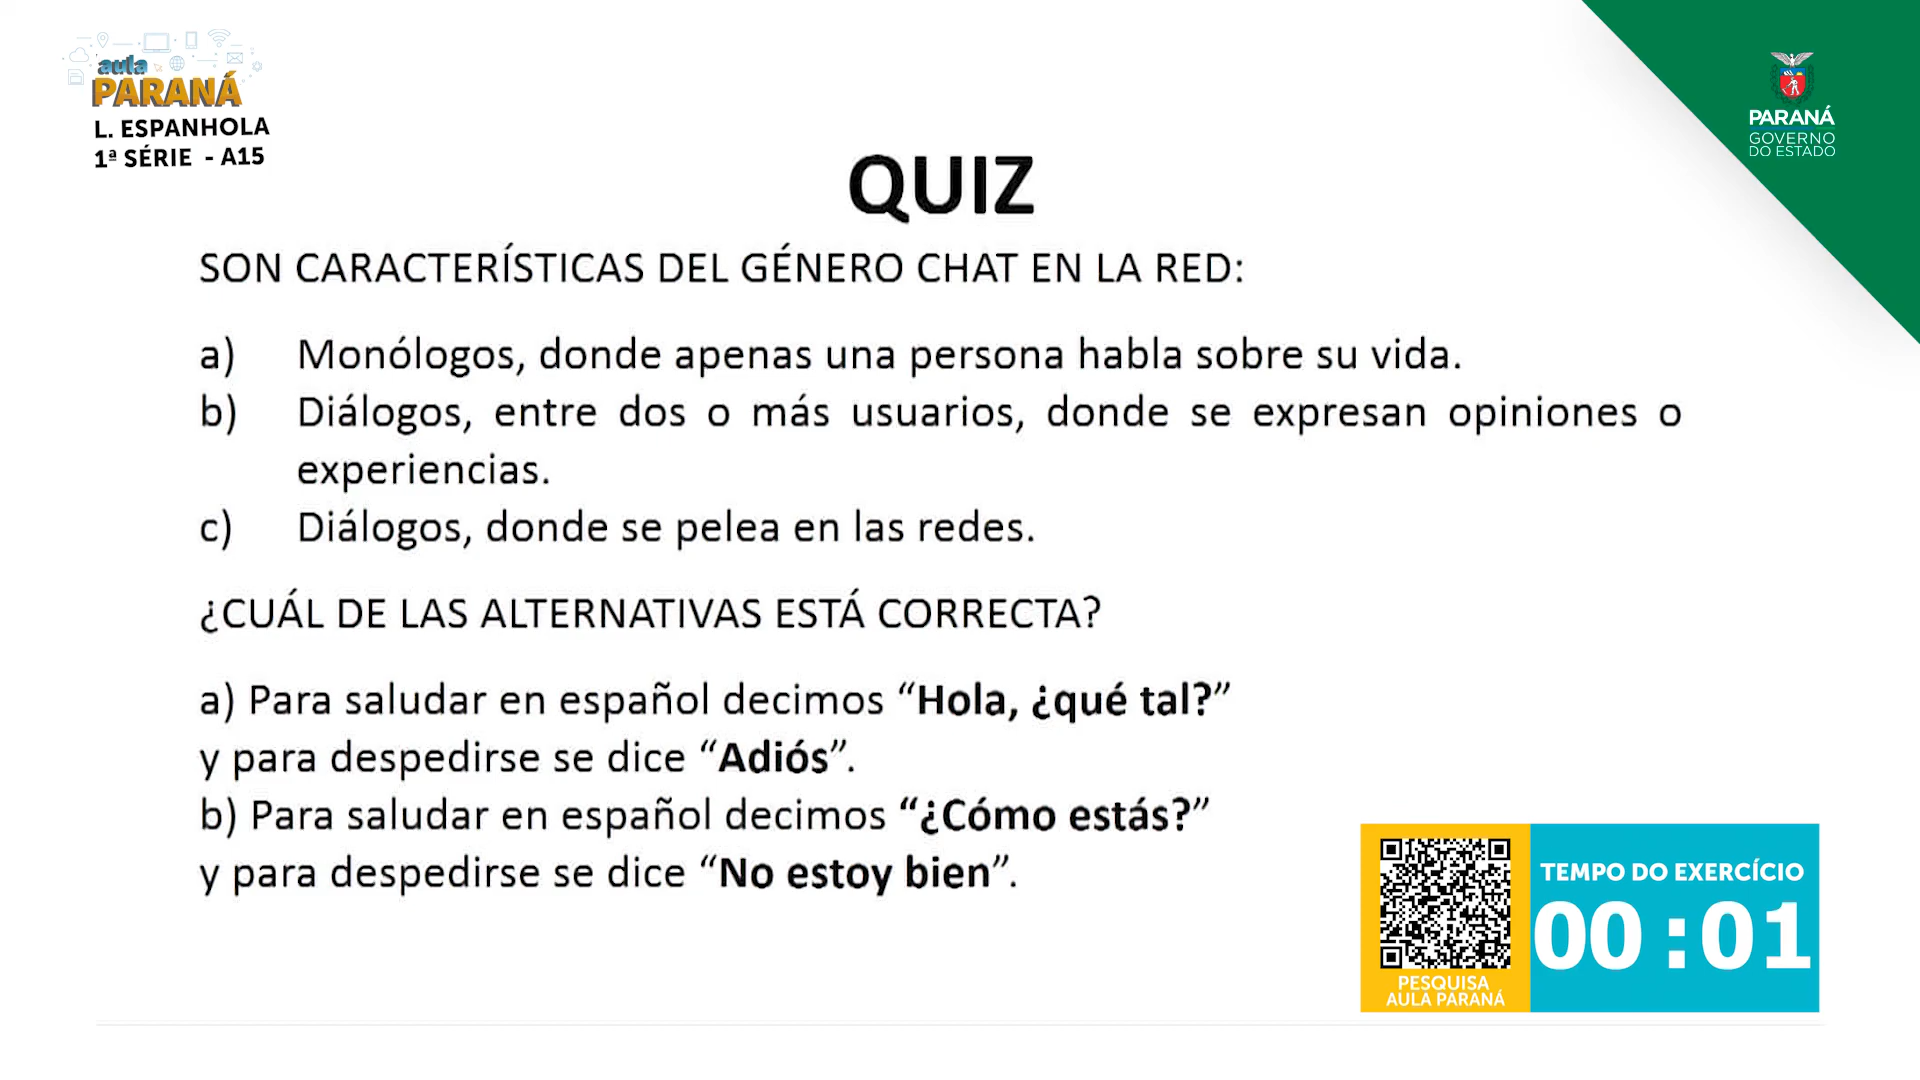 aula
PARANÁ
L. ESPANHOLA
1ª SÉRIE - A15
PARANÁ
GOVERNO
DO ESTADO
QUIZ
SON CARACTERÍSTICAS DEL GÉNERO CHAT EN LA RED:
a) Monólogos, donde apenas una persona habla sobre su vida.
b) Diálogos, entre dos o más usuarios, donde se expresan opiniones o
experiencias.
c) Diálogos, donde se pelea en las redes.
¿CUÁL DE LAS ALTERNATIVAS ESTÁ CORRECTA?
a) Para saludar en español decimos “Hola, ¿qué tal?”
y para despedirse se dice “Adiós”.
b) Para saludar en español decimos “¿Cómo estás?”
y para despedirse se dice “No estoy bien”.
PESQUISA
AULA PARANÁ
TEMPO DO EXERCÍCIO
00:01